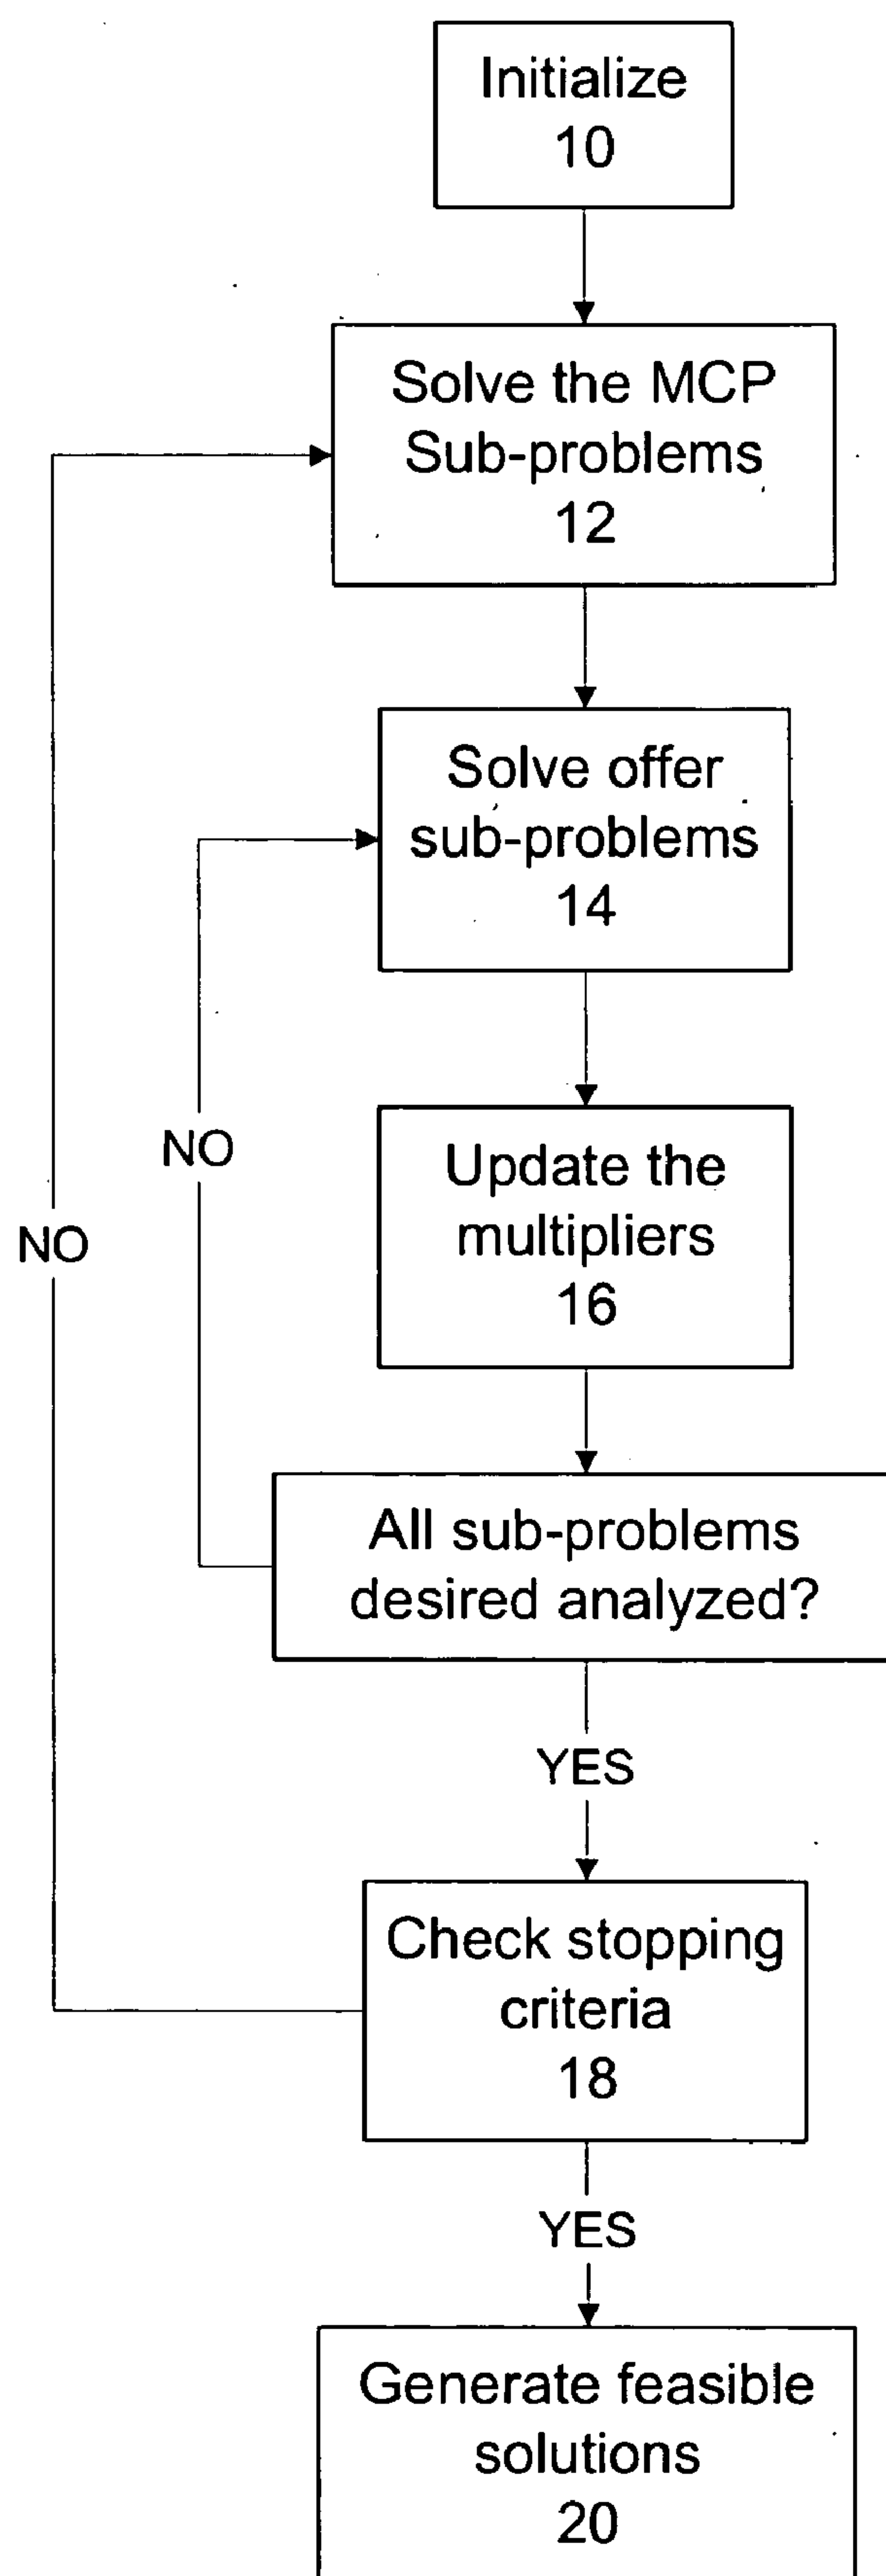 Initialize
10
Solve the MCP
Sub-problems
12
Solve offer
sub-problems
14
NO
Update the
multipliers
16
NO
All sub-problems
desired analyzed?
YES
Check stopping
criteria
18
YES
Generate feasible
solutions
20